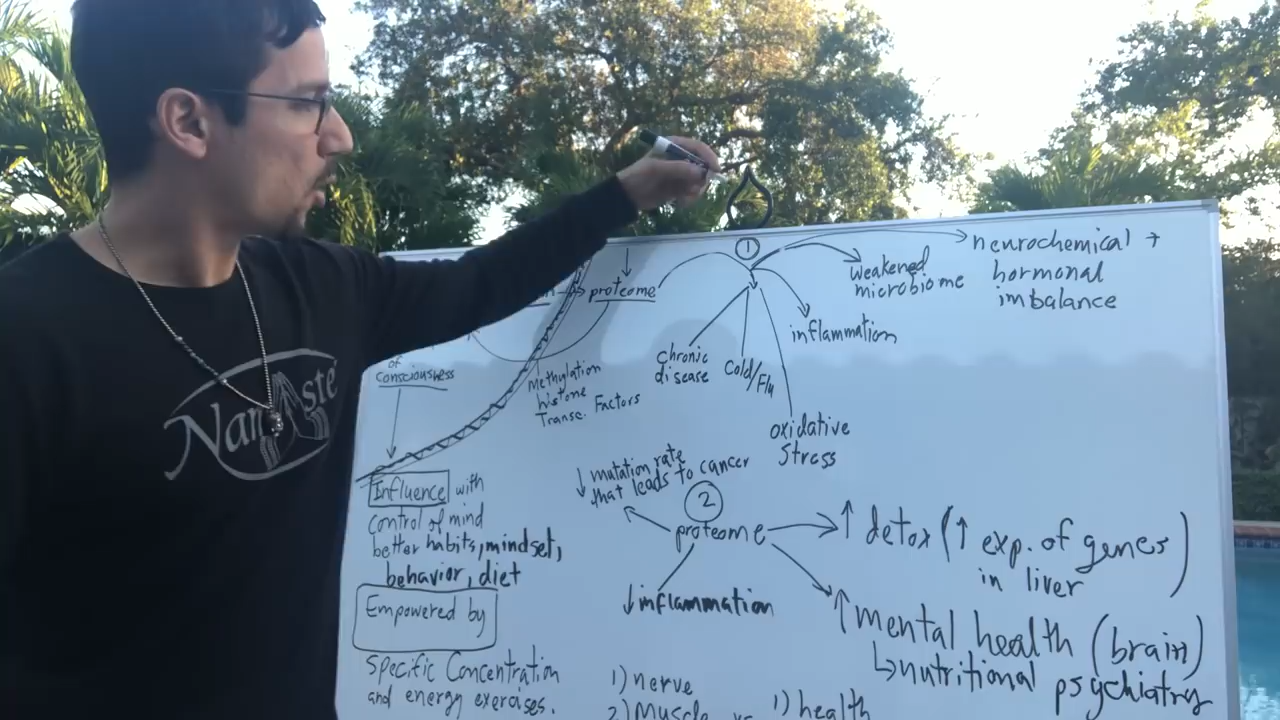 Namaste
of
consciousness
Influence with
control of mind
better habits, mindset,
behavior, diet
Empowered by
specific Concentration
and energy exercises.
proteome
Methylation
histone
Transc. Factors
1
weakened
microbiome
neurochemical +
hormonal
imbalance
inflammation
chronic
disease
Cold/Flu
oxidative
Stress
↓ mutation rate
that leads to cancer
2
proteome
↑ detox (↑ exp. of genes
in liver)
↓ inflammation
↑ mental health (brain)
↳ nutritional
psychiatry
1) nerve
2) Muscle vs
1) health